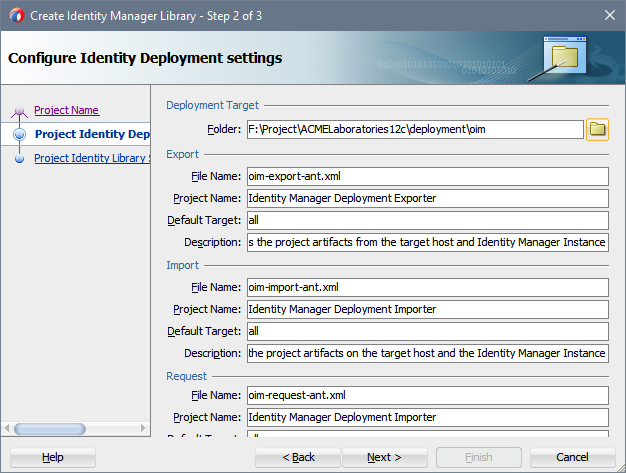 Create Identity Manager Library - Step 2 of 3
Configure Identity Deployment settings
Project Name
Project Identity Dep
Project Identity Library
Deployment Target
Folder: F:\Project\ACMELaboratories12c\deployment\oim
Export
File Name: oim-export-ant.xml
Project Name: Identity Manager Deployment Exporter
Default Target: all
Description: s the project artifacts from the target host and Identity Manager Instance
Import
File Name: oim-import-ant.xml
Project Name: Identity Manager Deployment Importer
Default Target: all
Description: the project artifacts on the target host and the Identity Manager Instance
Request
File Name: oim-request-ant.xml
Project Name: Identity Manager Deployment Importer
Default Target: all
Help
< Back
Next >
Finish
Cancel